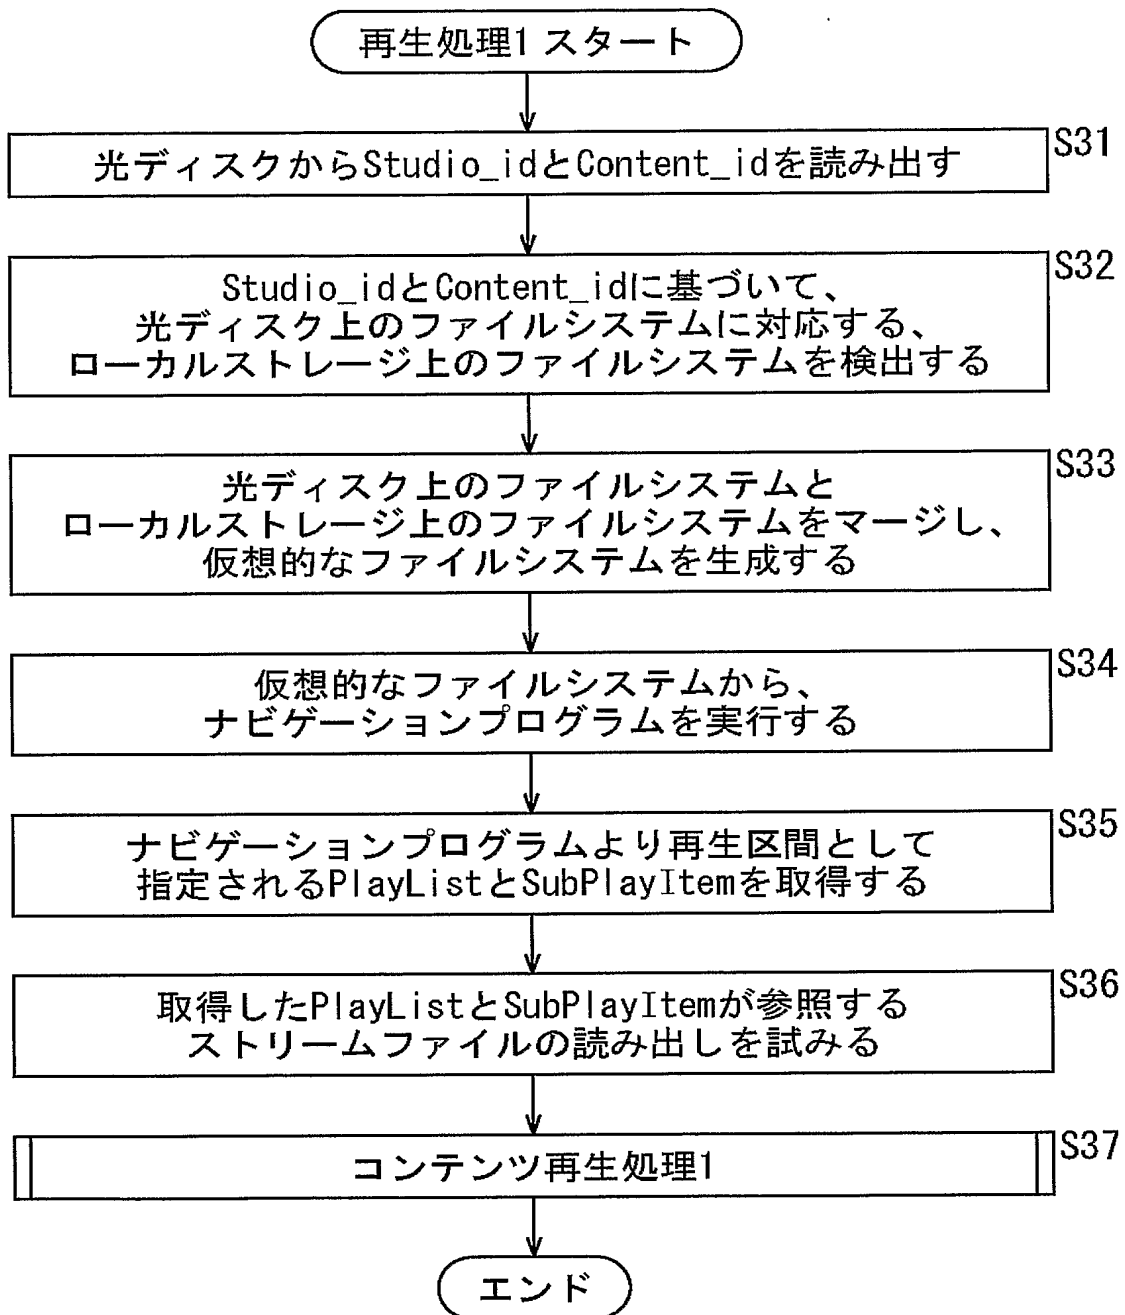 再生処理1 スタート
S31
光ディスクからStudio_idとContent_idを読み出す
S32
Studio_idとContent_idに基づいて、
光ディスク上のファイルシステムに対応する、
ローカルストレージ上のファイルシステムを検出する
S33
光ディスク上のファイルシステムと
ローカルストレージ上のファイルシステムをマージし、
仮想的なファイルシステムを生成する
S34
仮想的なファイルシステムから、
ナビゲーションプログラムを実行する
S35
ナビゲーションプログラムより再生区間として
指定されるPlayListとSubPlayItemを取得する
S36
取得したPlayListとSubPlayItemが参照する
ストリームファイルの読み出しを試みる
S37
コンテンツ再生処理1
エンド